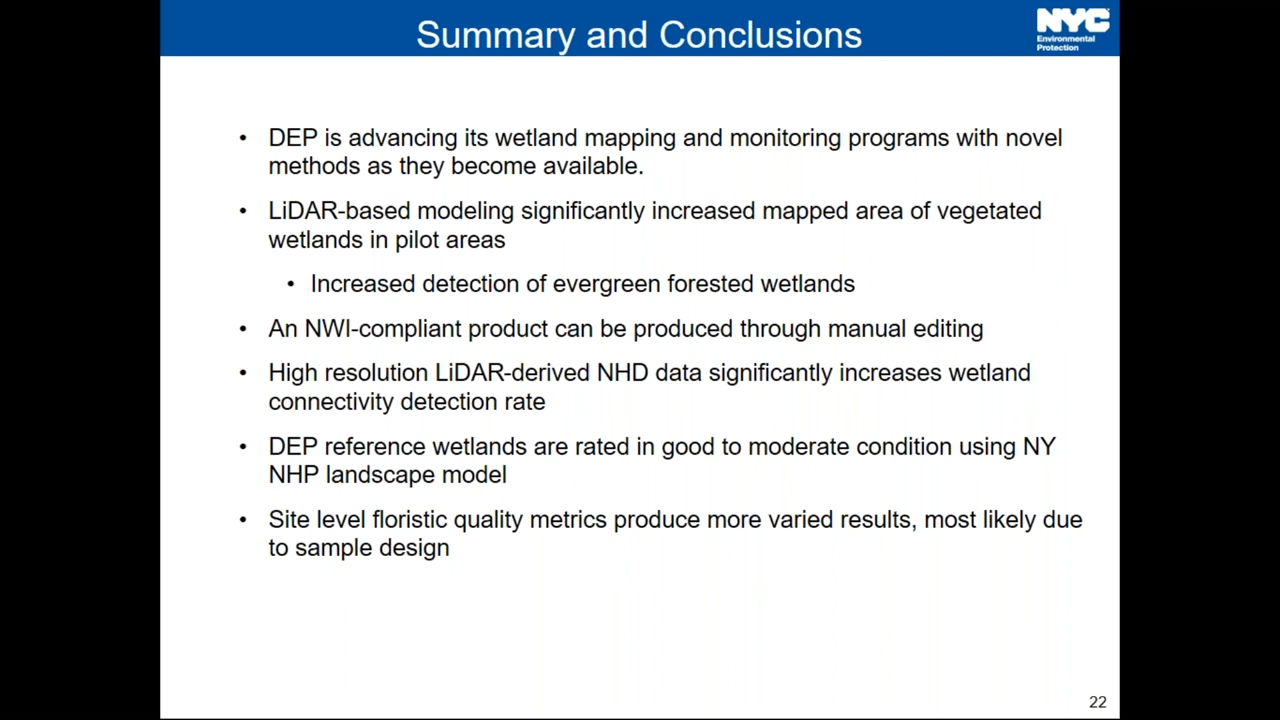 Summary and Conclusions
NYC
Environmental
Protection
• DEP is advancing its wetland mapping and monitoring programs with novel
methods as they become available.
• LiDAR-based modeling significantly increased mapped area of vegetated
wetlands in pilot areas
• Increased detection of evergreen forested wetlands
• An NWI-compliant product can be produced through manual editing
• High resolution LiDAR-derived NHD data significantly increases wetland
connectivity detection rate
• DEP reference wetlands are rated in good to moderate condition using NY
NHP landscape model
• Site level floristic quality metrics produce more varied results, most likely due
to sample design
22